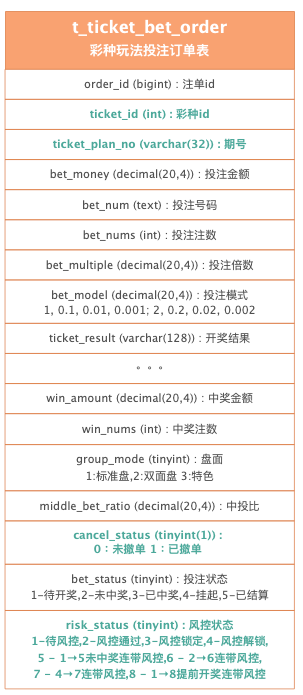 t_ticket_bet_order
彩种玩法投注订单表
order_id (bigint) : 注单id
ticket_id (int) : 彩种id
ticket_plan_no (varchar(32)) : 期号
bet_money (decimal(20,4)) : 投注金额
bet_num (text) : 投注号码
bet_nums (int) : 投注注数
bet_multiple (decimal(20,4)) : 投注倍数
bet_model (decimal(20,4)) : 投注模式
1, 0.1, 0.01, 0.001; 2, 0.2, 0.02, 0.002
ticket_result (varchar(128)) : 开奖结果
。。。
win_amount (decimal(20,4)) : 中奖金额
win_nums (int) : 中奖注数
group_mode (tinyint) : 盘面
1:标准盘,2:双面盘 3:特色
middle_bet_ratio (decimal(20,4)) : 中投比
cancel_status (tinyint(1)) :
0：未撤单 1：已撤单
bet_status (tinyint) : 投注状态
1-待开奖,2-未中奖,3-已中奖,4-挂起,5-已结算
risk_status (tinyint) : 风控状态
1-待风控,2-风控通过,3-风控锁定,4-风控解锁,
5 - 1→5未中奖连带风控,6 - 2→6连带风控,
7 - 4→7连带风控,8 - 1→8提前开奖连带风控